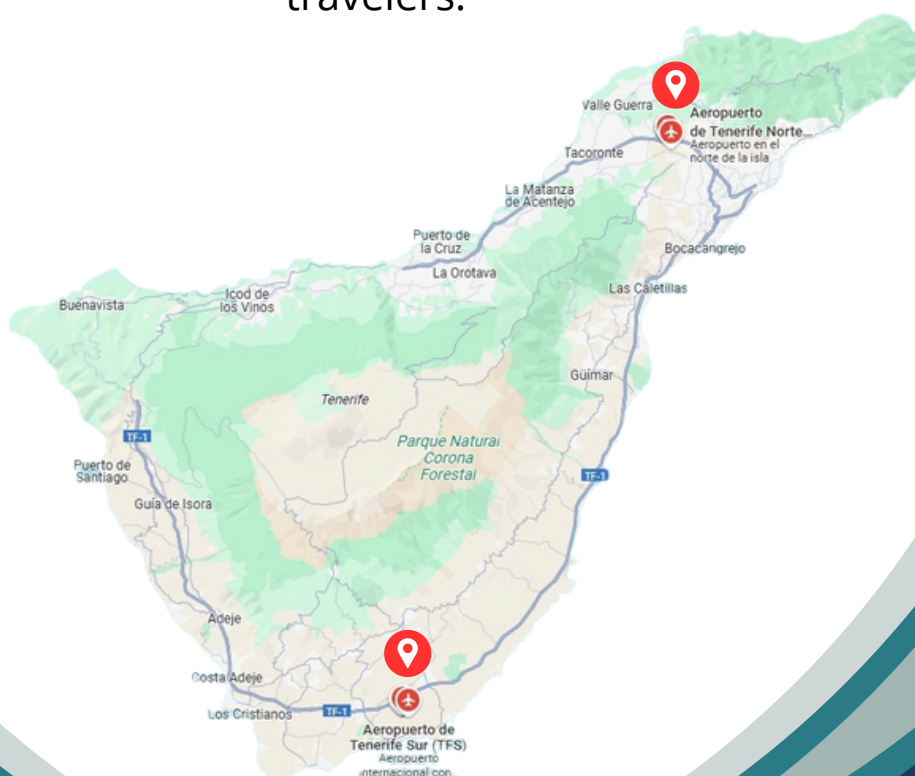 travelers.
Valle Guerra
Aeropuerto
de Tenerife Norte...
Aeropuerto en el
norte de la isla
Tacoronte
La Matanza
de Acentejo
Puerto de
la Cruz
Bocacangrejo
La Orotava
Las Caletillas
Icod de
los Vinos
Buenavista
Güímar
Tenerife
TF-1
Parque Natural
Corona
Forestal
Puerto de
Santiago
TF-1
Guía de Isora
Adeje
Costa Adeje
Los Cristianos
TF-1
Aeropuerto de
Tenerife Sur (TFS)
Aeropuerto
internacional con...